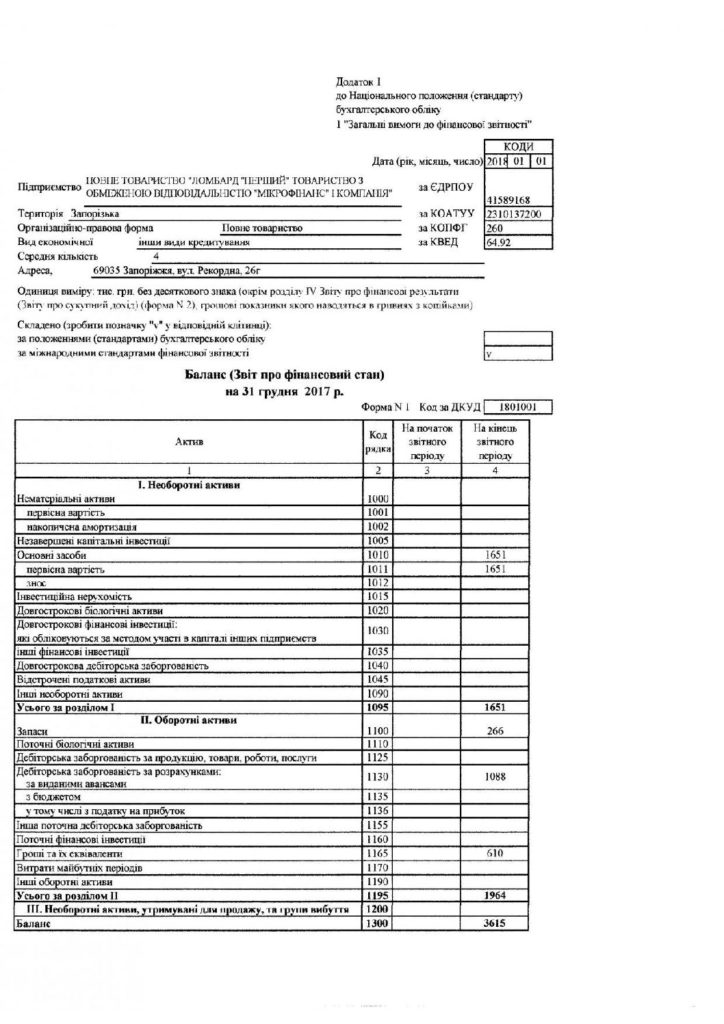 Додаток 1
до Національного положення (стандарту)
бухгалтерського обліку
1 "Загальні вимоги до фінансової звітності"
КОДИ
Дата (рік, місяць, число) 2018 01 01
Підприємство ПОВНЕ ТОВАРИСТВО "ЛОМБАРД "ПЕРШИЙ" ТОВАРИСТВО З ОБМЕЖЕНОЮ ВІДПОВІДАЛЬНІСТЮ "МІКРОФІНАНС" І КОМПАНІЯ" за ЄДРПОУ 41589168
Територія Запорізька за КОАТУУ 2310137200
Організаційно-правова форма Повне товариство за КОПФГ 260
Вид економічної інши види кредитування за КВЕД 64.92
Середня кількість 4
Адреса, 69035 Запоріжжя, вул. Рекордна, 26г
Одиниця виміру: тис. грн. без десяткового знака (окрім розділу IV Звіту про фінансові результати
(Звіту про сукупний дохід) (форма N 2), грошові показники якого наводяться в гривнях з копійками)
Складено (зробити позначку "v" у відповідній клітинці):
за положеннями (стандартами) бухгалтерського обліку
за міжнародними стандартами фінансової звітності v
Баланс (Звіт про фінансовий стан)
на 31 грудня 2017 р.
Форма N 1 Код за ДКУД 1801001
Актив Код рядка На початок звітного періоду На кінець звітного періоду
1 2 3 4
I. Необоротні активи
Нематеріальні активи 1000
первісна вартість 1001
накопичена амортизація 1002
Незавершені капітальні інвестиції 1005
Основні засоби 1010 1651
первісна вартість 1011 1651
знос 1012
Інвестиційна нерухомість 1015
Довгострокові біологічні активи 1020
Довгострокові фінансові інвестиції:
які обліковуються за методом участі в капіталі інших підприємств 1030
інші фінансові інвестиції 1035
Довгострокова дебіторська заборгованість 1040
Відстрочені податкові активи 1045
Інші необоротні активи 1090
Усього за розділом I 1095 1651
II. Оборотні активи
Запаси 1100 266
Поточні біологічні активи 1110
Дебіторська заборгованість за продукцію, товари, роботи, послуги 1125
Дебіторська заборгованість за розрахунками:
за виданими авансами 1130 1088
з бюджетом 1135
у тому числі з податку на прибуток 1136
Інша поточна дебіторська заборгованість 1155
Поточні фінансові інвестиції 1160
Гроші та їх еквіваленти 1165 610
Витрати майбутніх періодів 1170
Інші оборотні активи 1190
Усього за розділом II 1195 1964
III. Необоротні активи, утримувані для продажу, та групи вибуття 1200
Баланс 1300 3615